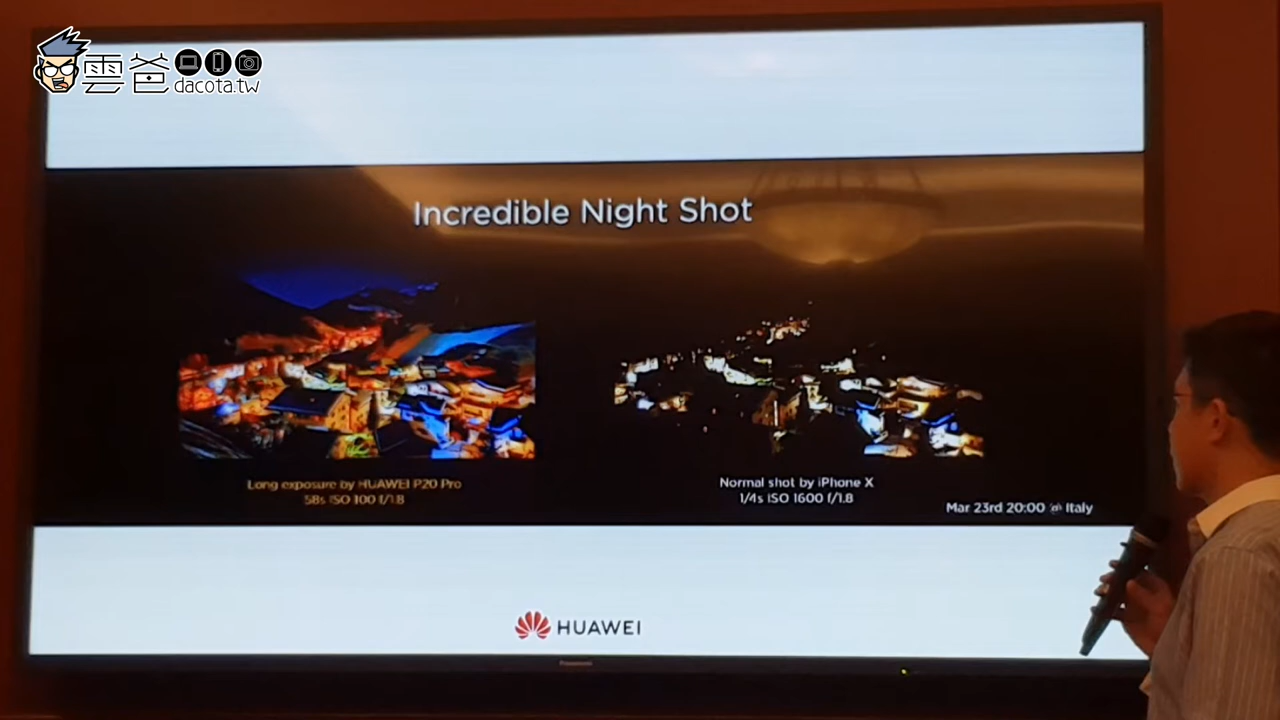 雲爸
dacota.tw
Incredible Night Shot
Long exposure by HUAWEI P20 Pro
58s ISO 100 f/1.8
Normal shot by iPhone X
1/4s ISO 1600 f/1.8
Mar 23rd 20:00 @ Italy
HUAWEI
Panasonic